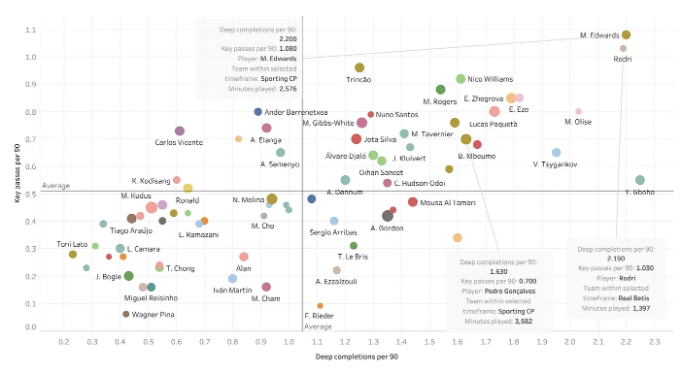 Deep completions per 90:
2.200
Key passes per 90: 1.080
Player: M. Edwards
Team within selected
timeframe: Sporting CP
Minutes played: 2,576
M. Edwards
Rodri
Trincão
Nico Williams
M. Rogers
E. Zhegrova
E. Eze
M. Olise
Ander Barrenetxea
Nuno Santos
M. Gibbs-White
Lucas Paquetá
Carlos Vicente
A. Elanga
Jota Silva
M. Tavernier
A. Semenyo
Álvaro Djaló
J. Kluivert
B. Mbeumo
V. Tsygankov
Oihan Sancet
K. Kodisang
A. Dannum
C. Hudson-Odoi
Y. Gboho
Average
M. Kudus
Ronald
N. Molina
Mousa Al Tamari
Tiago Araújo
L. Ramazani
M. Cho
Sergio Arribas
A. Gordon
Toni Lato
L. Camara
T. Le Bris
J. Bogle
T. Chong
Alan
A. Ezzalzouli
Miguel Reisinho
Iván Martín
M. Cham
Wagner Pina
F. Rieder
Average
Deep completions per 90:
1.630
Key passes per 90: 0.700
Player: Pedro Gonçalves
Team within selected
timeframe: Sporting CP
Minutes played: 3,582
Deep completions per 90:
2.190
Key passes per 90: 1.030
Player: Rodri
Team within selected
timeframe: Real Betis
Minutes played: 1,397
Key passes per 90
1.1
1.0
0.9
0.8
0.7
0.6
0.5
0.4
0.3
0.2
0.1
0.0
0.2 0.3 0.4 0.5 0.6 0.7 0.8 0.9 1.0 1.1 1.2 1.3 1.4 1.5 1.6 1.7 1.8 1.9 2.0 2.1 2.2 2.3
Deep completions per 90